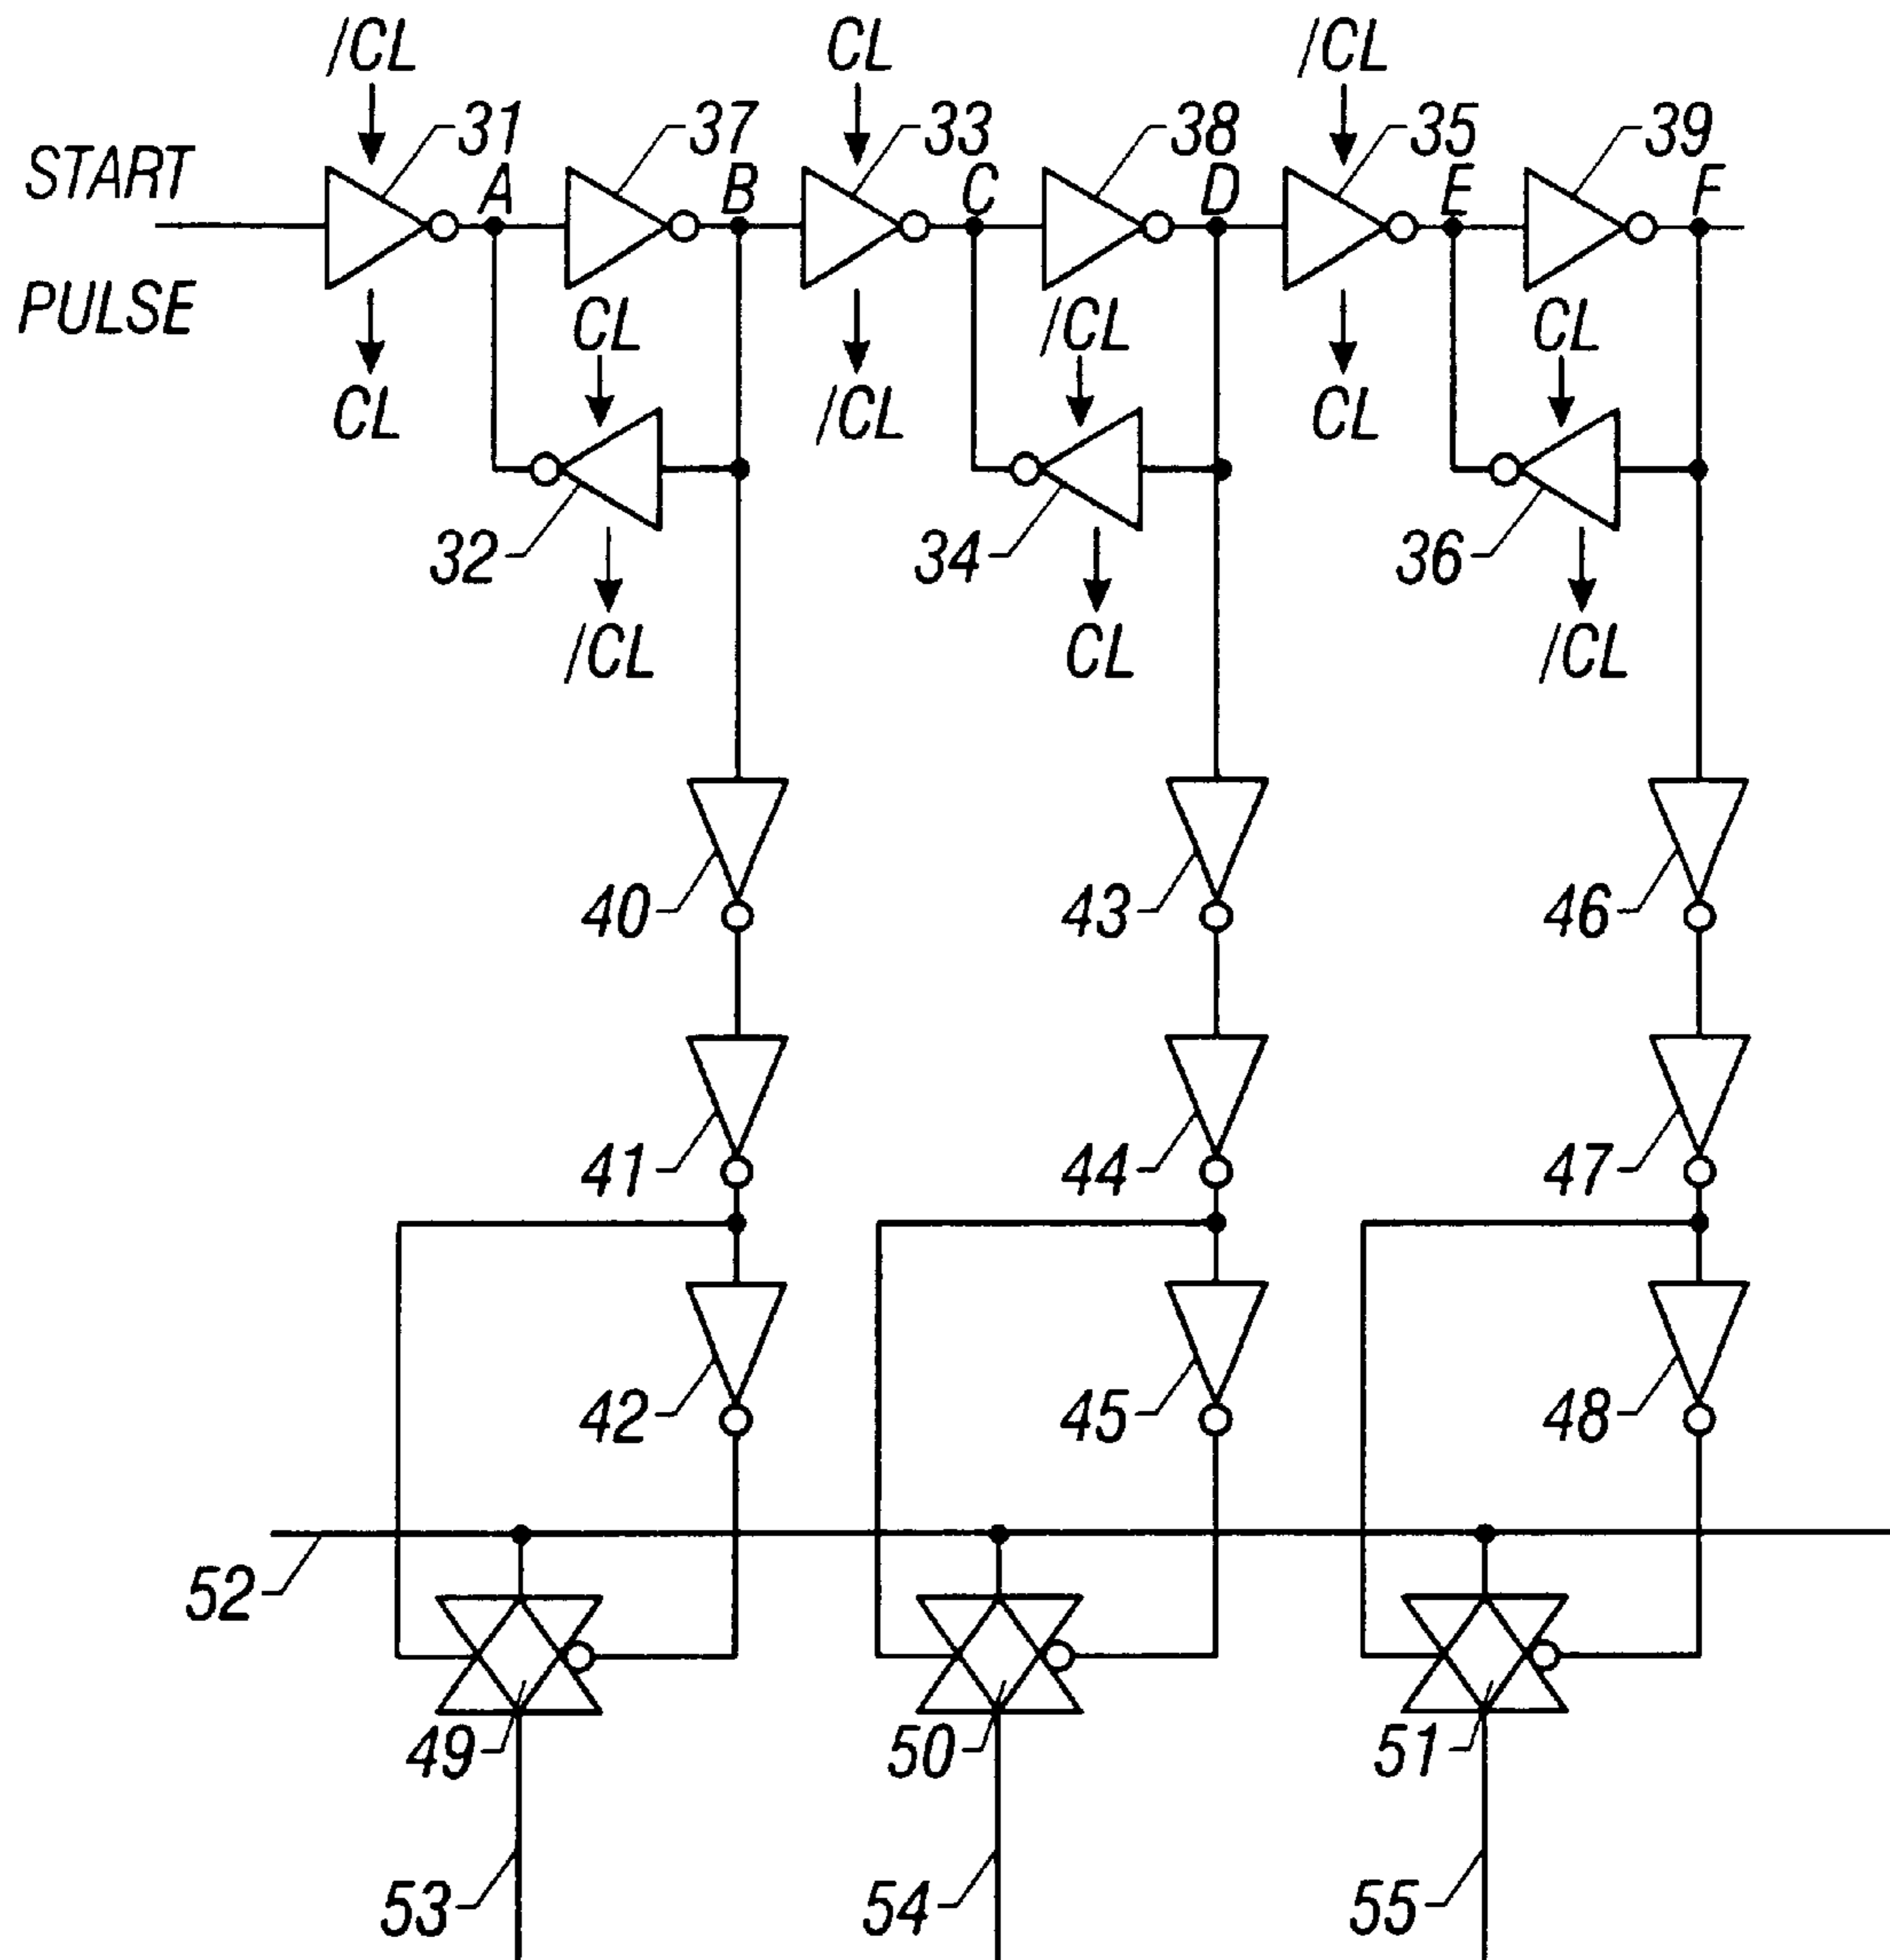 /CL CL /CL
31 37 33 38 35 39
START
A B C D E F
PULSE
CL /CL CL
CL /CL CL
32 34 36
/CL CL /CL
40 43 46
41 44 47
42 45 48
52
49 50 51
53 54 55